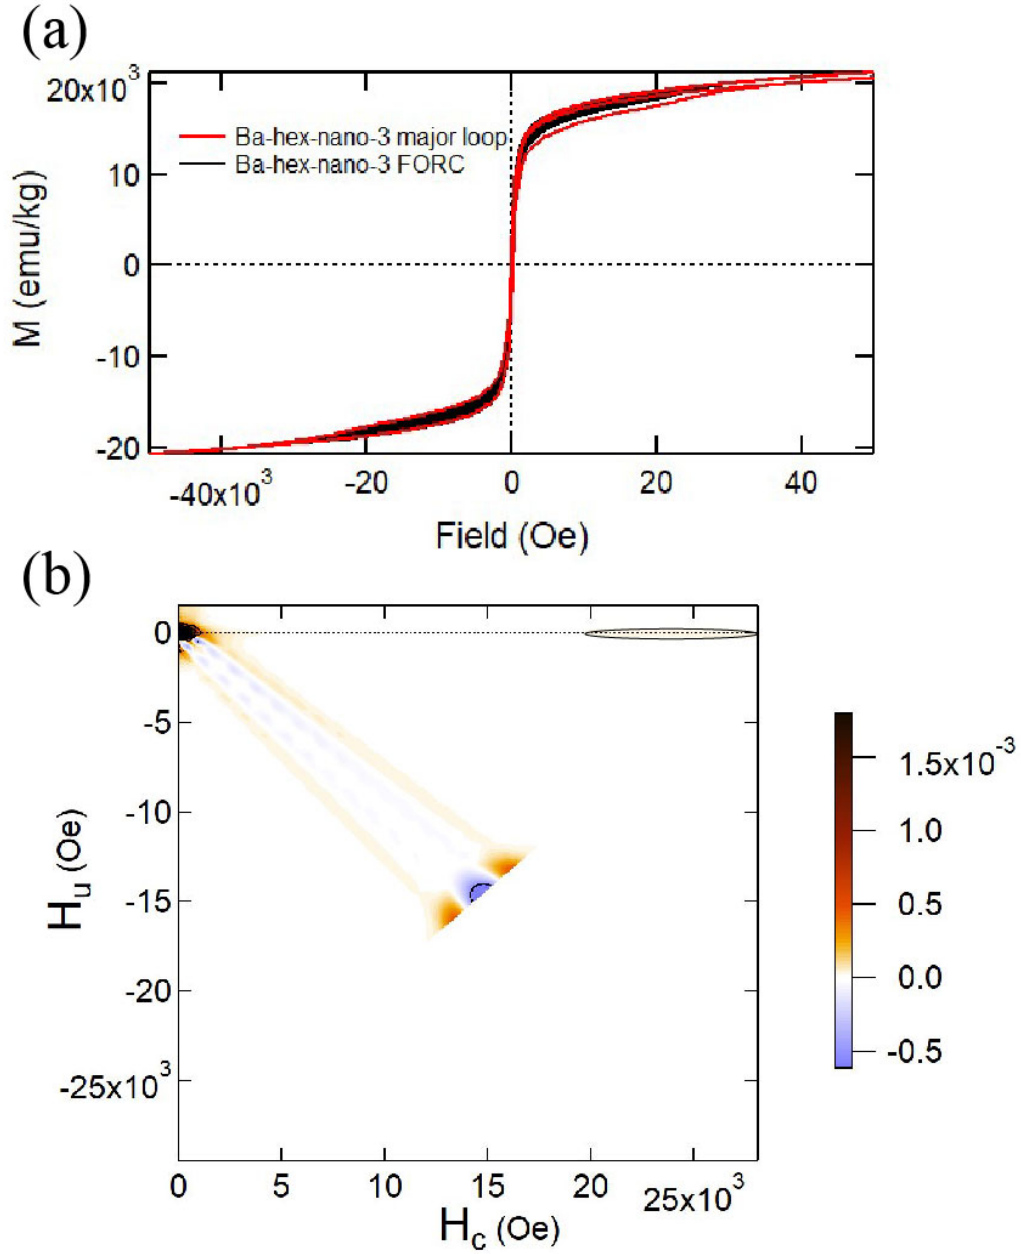 (a)
20x10³
10
0
-10
-20
M (emu/kg)
Ba-hex-nano-3 major loop
Ba-hex-nano-3 FORC
-40x10³
-20
0
20
40
Field (Oe)
(b)
0
-5
-10
-15
-20
-25x10³
Hᵤ (Oe)
0
5
10
15
20
25x10³
H꜀ (Oe)
1.5x10⁻³
1.0
0.5
0.0
-0.5